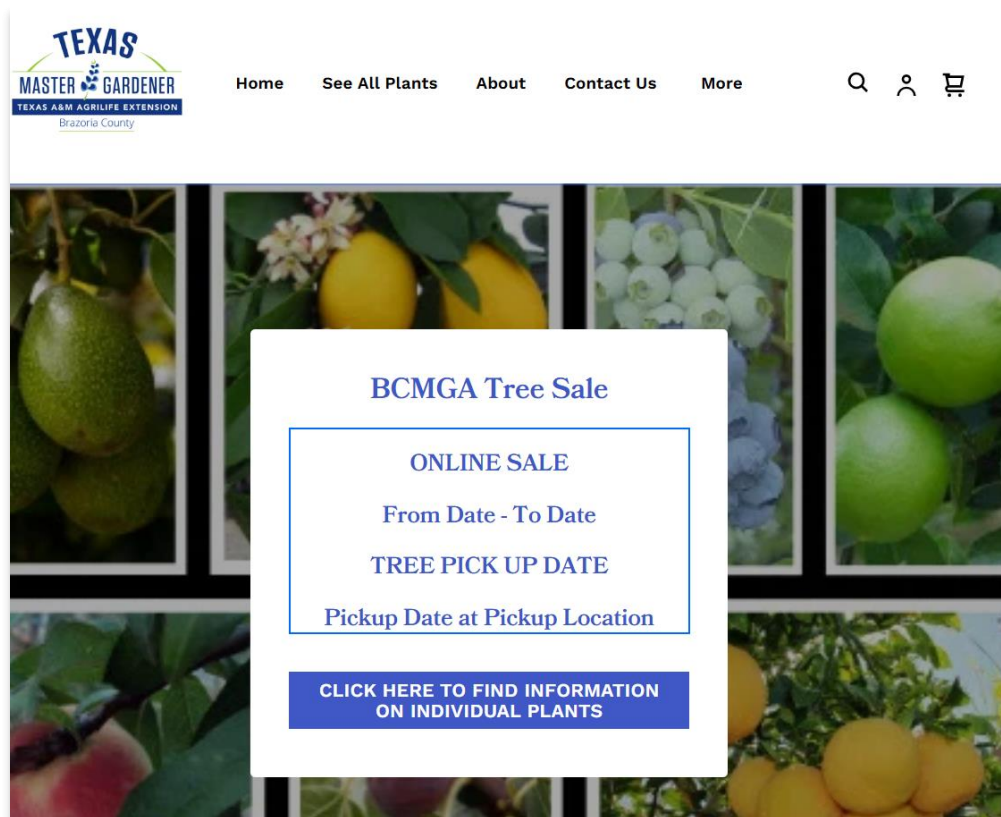 TEXAS
MASTER GARDENER
TEXAS A&M AGRILIFE EXTENSION
Brazoria County
Home See All Plants About Contact Us More
BCMGA Tree Sale
ONLINE SALE
From Date - To Date
TREE PICK UP DATE
Pickup Date at Pickup Location
CLICK HERE TO FIND INFORMATION
ON INDIVIDUAL PLANTS